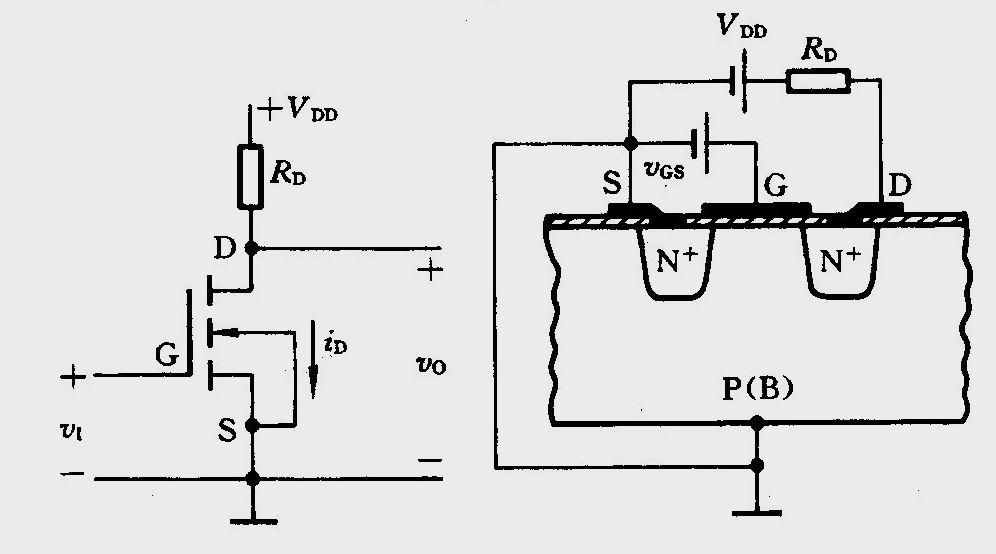 +V_DD
R_D
D
+
G
i_D
+
v_O
v_I
S
−
−
V_DD
R_D
v_GS
S
G
D
N⁺
N⁺
P(B)